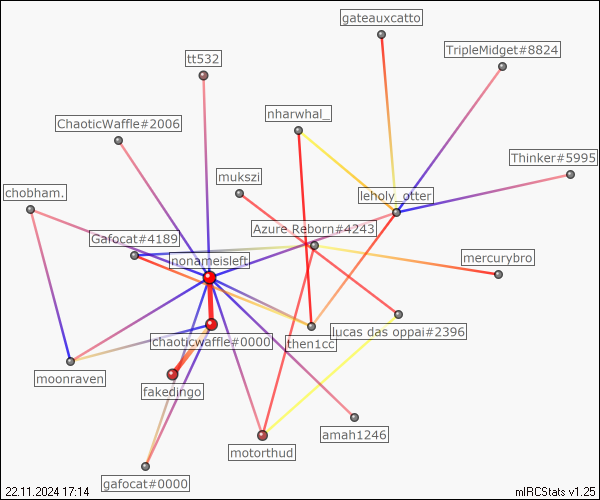 gateauxcatto
TripleMidget#8824
tt532
nharwhal_
ChaoticWaffle#2006
Thinker#5995
mukszi
chobham.
leholy_otter
Azure_Reborn#4243
Gafocat#4189
nonameisleft
mercurybro
lucas das oppai#2396
chaoticwaffle#0000
then1cc
moonraven
fakedingo
amah1246
motorthud
gafocat#0000
22.11.2024 17:14
mIRCStats v1.25